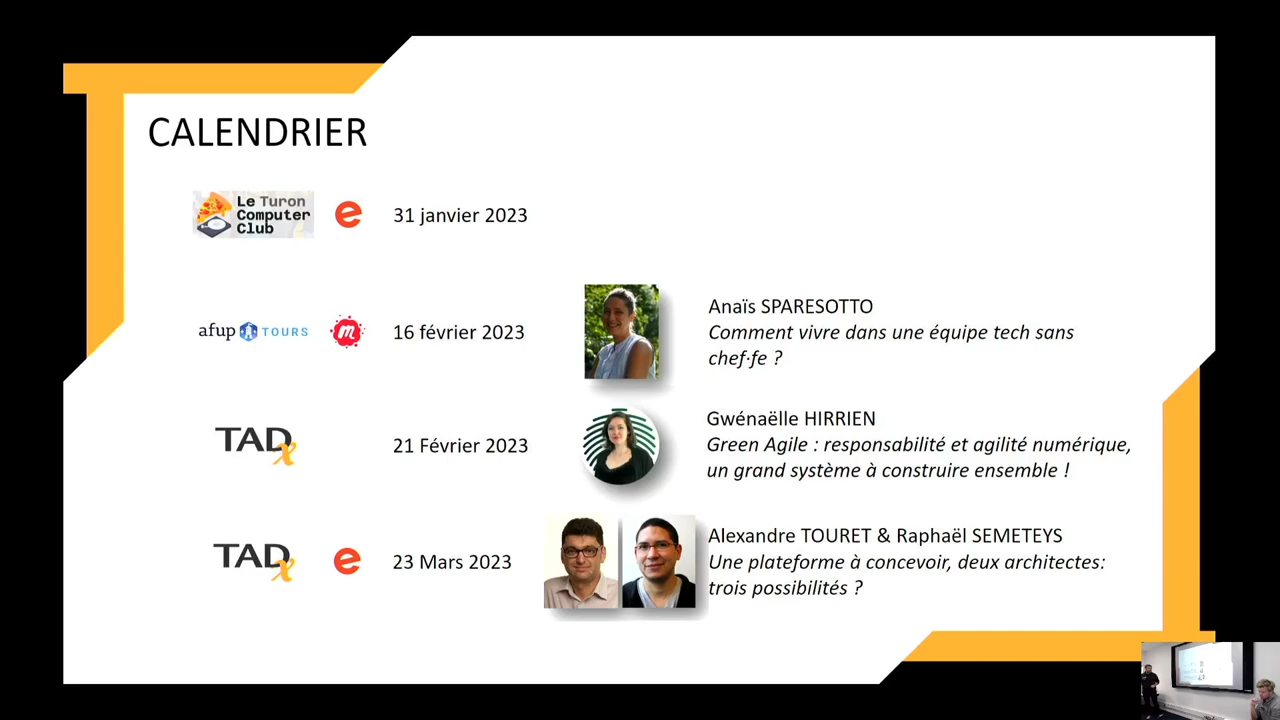 CALENDRIER
Le Turon
Computer
Club
e
31 janvier 2023
afup TOURS
m
16 février 2023
Anaïs SPARESOTTO
Comment vivre dans une équipe tech sans
chef·fe ?
TADx
21 Février 2023
Gwénaëlle HIRRIEN
Green Agile : responsabilité et agilité numérique,
un grand système à construire ensemble !
TADx
e
23 Mars 2023
Alexandre TOURET & Raphaël SEMETEYS
Une plateforme à concevoir, deux architectes:
trois possibilités ?